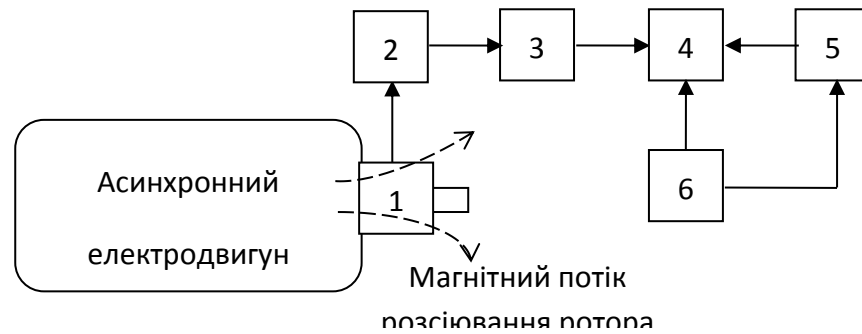 2
3
4
5
Асинхронний
електродвигун
1
6
Магнітний потік
розсіювання ротора